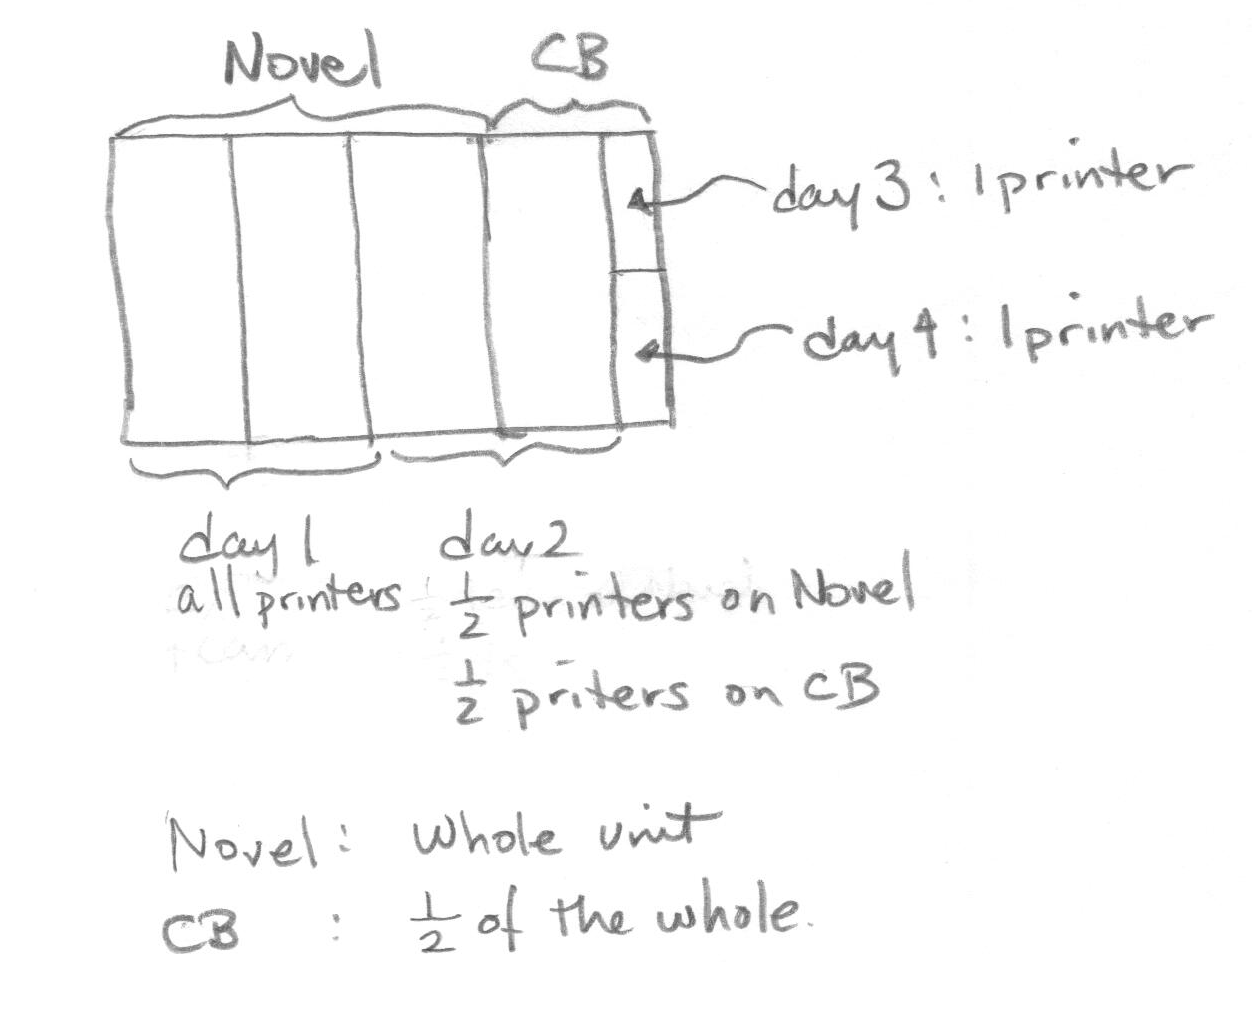 Novel CB
day 3 : 1 printer
day 4 : 1 printer
day 1 day 2
all printers 1/2 printers on Novel
1/2 priters on CB
Novel : Whole unit
CB : 1/2 of the whole.